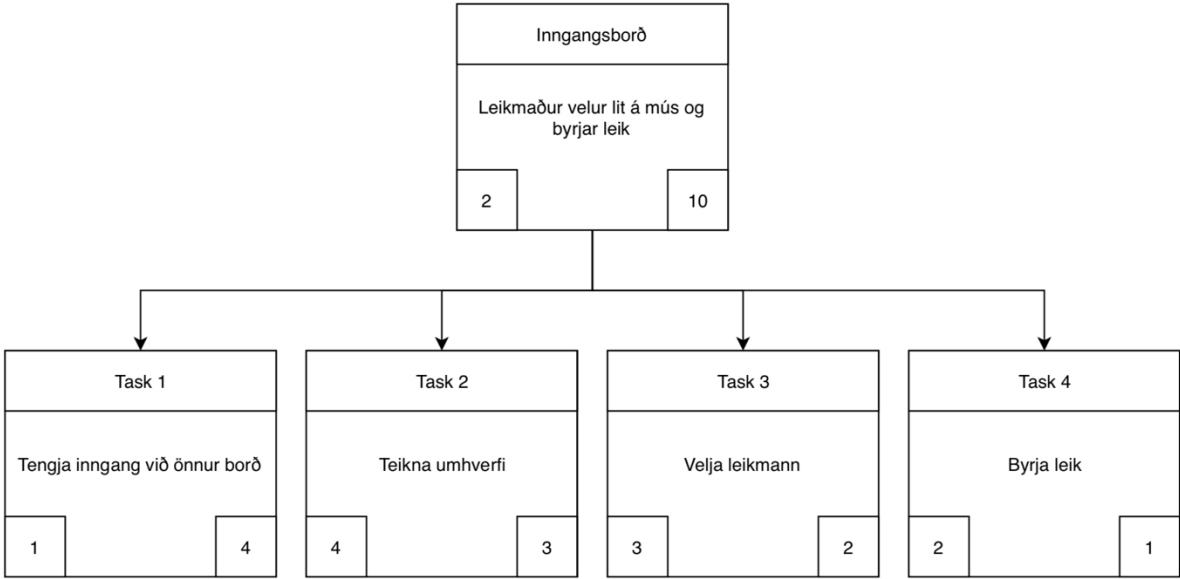 Inngangsborð
Leikmaður velur lit á mús og
byrjar leik
2
10
Task 1
Tengja inngang við önnur borð
1
4
Task 2
Teikna umhverfi
4
3
Task 3
Velja leikmann
3
2
Task 4
Byrja leik
2
1